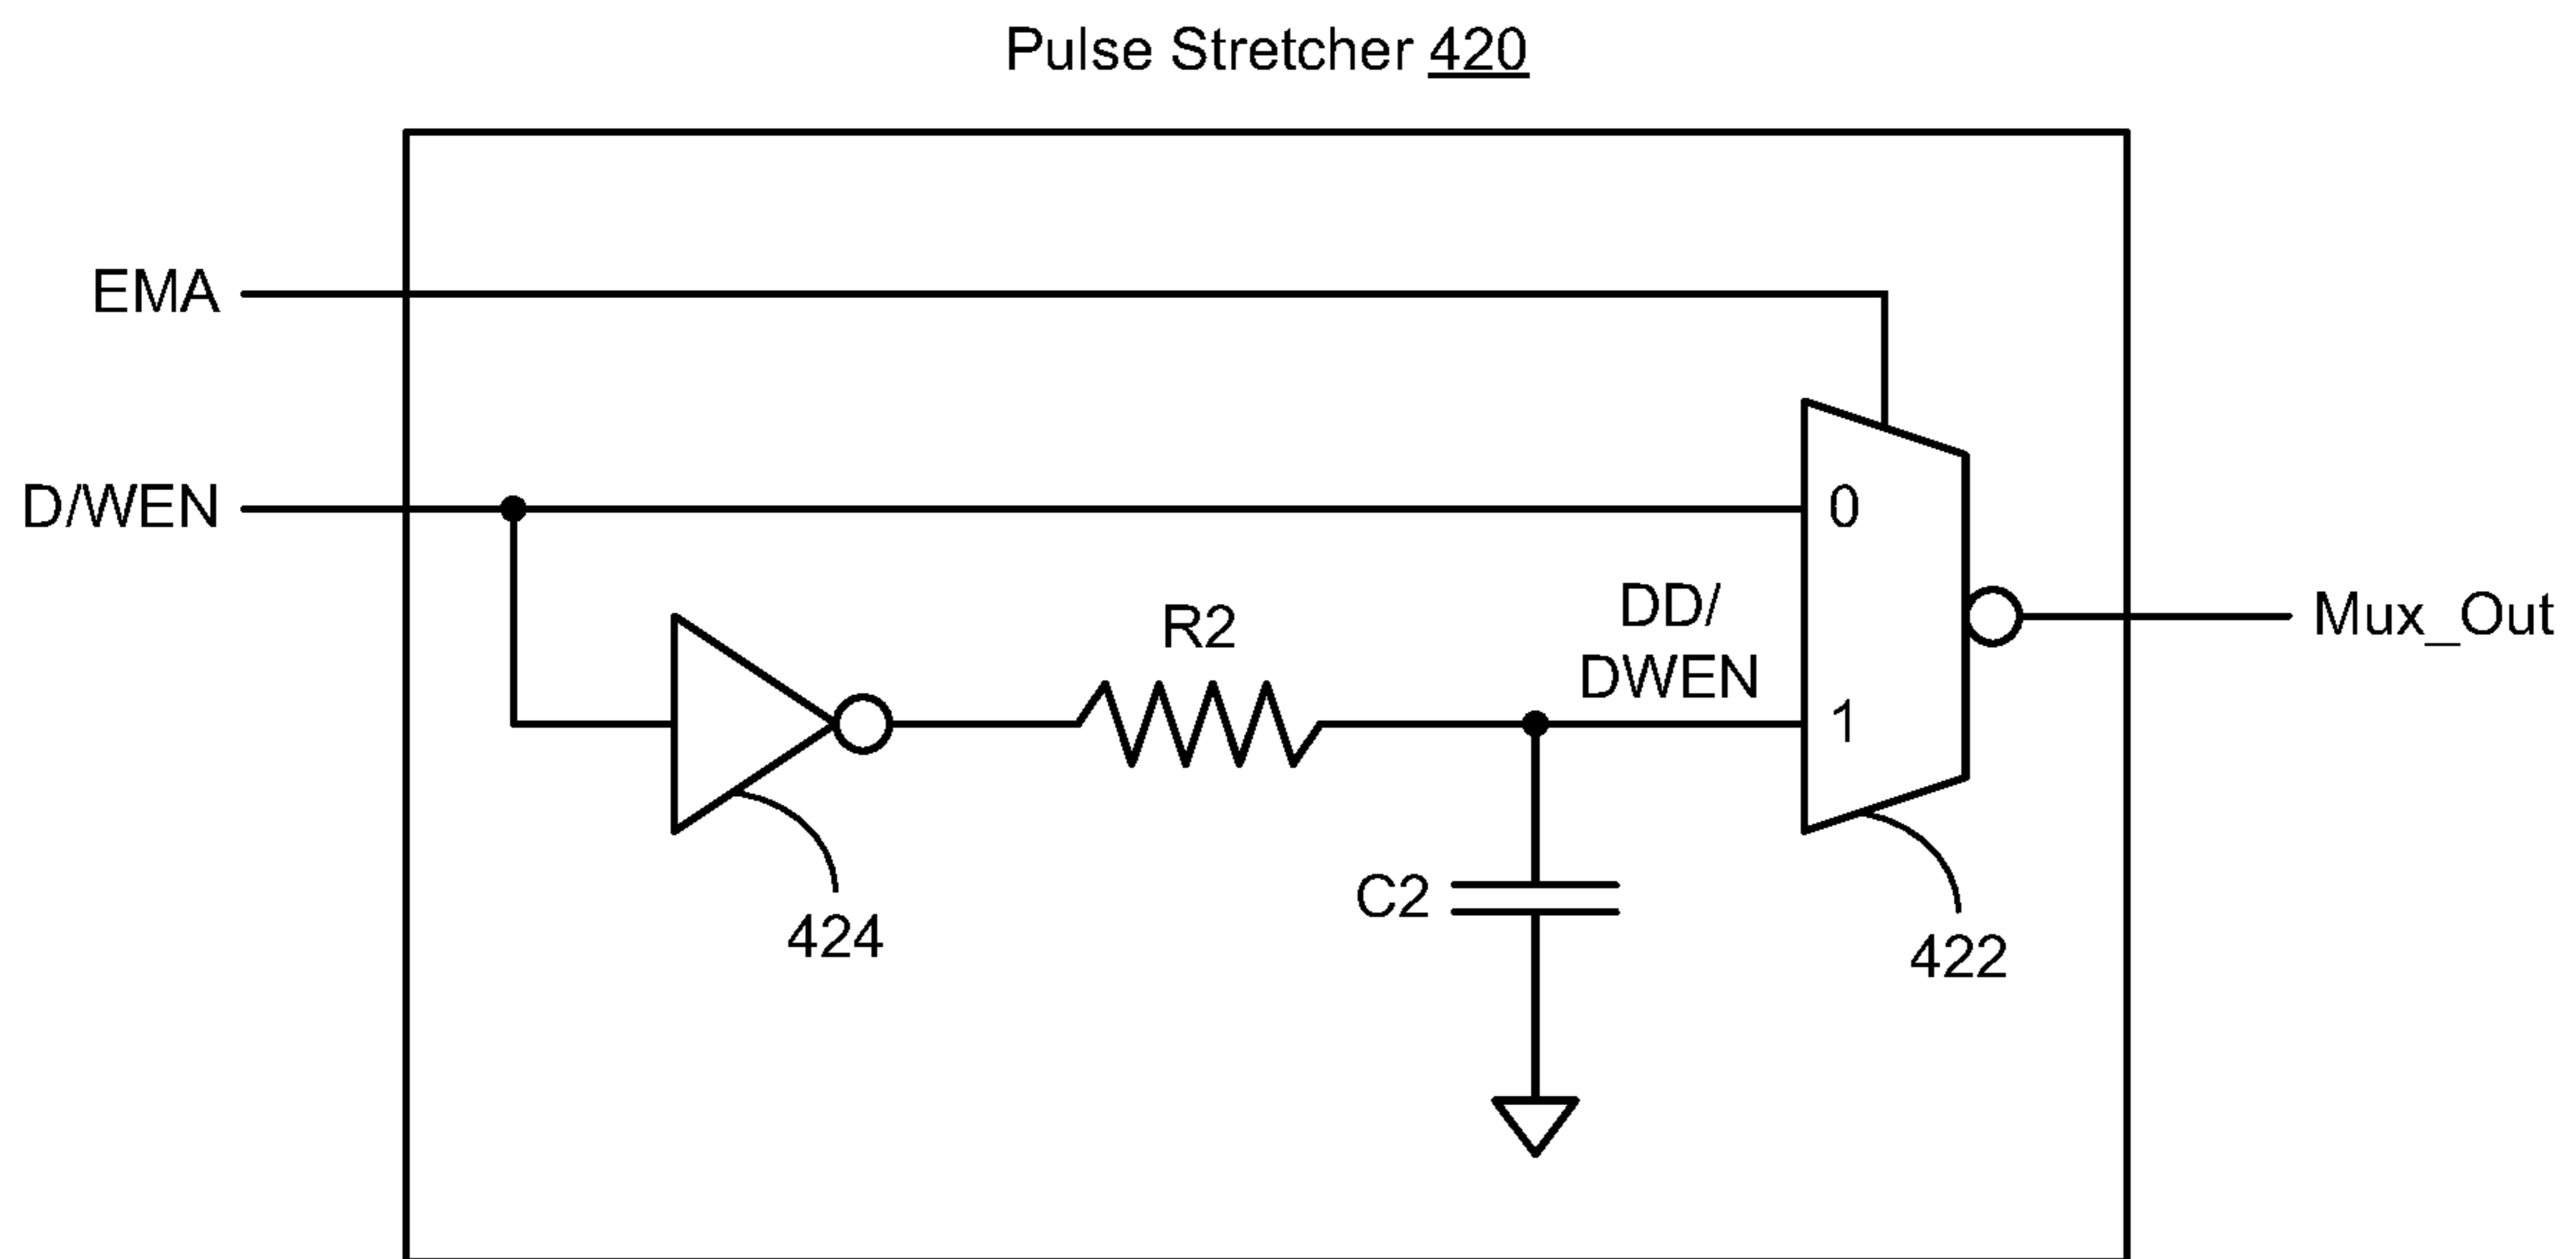 Pulse Stretcher 420
EMA
D/WEN
0
DD/
DWEN
R2
Mux_Out
1
C2
424
422